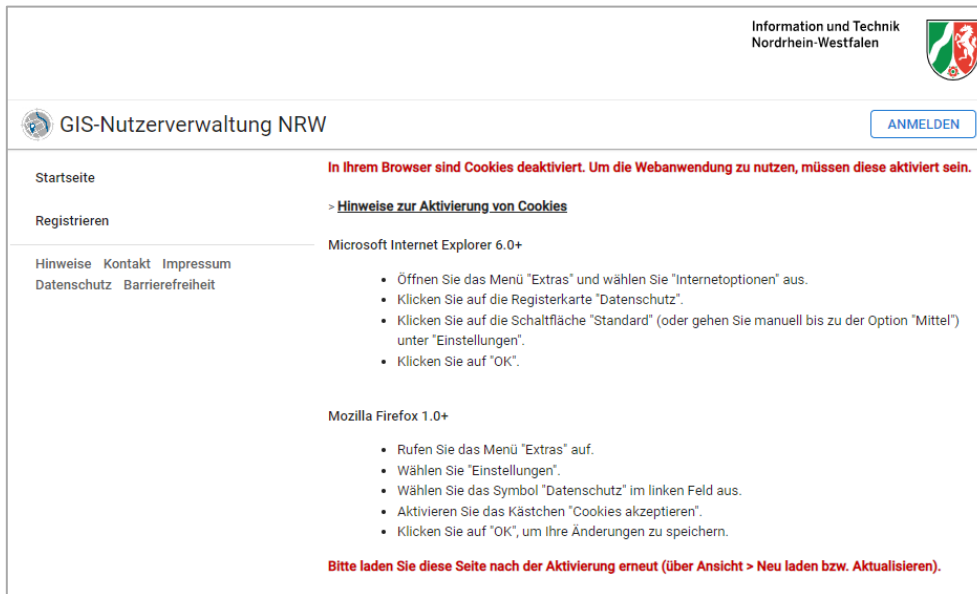 Information und Technik
Nordrhein-Westfalen
GIS-Nutzerverwaltung NRW
ANMELDEN
Startseite
Registrieren
Hinweise Kontakt Impressum
Datenschutz Barrierefreiheit
In Ihrem Browser sind Cookies deaktiviert. Um die Webanwendung zu nutzen, müssen diese aktiviert sein.
> Hinweise zur Aktivierung von Cookies
Microsoft Internet Explorer 6.0+
• Öffnen Sie das Menü "Extras" und wählen Sie "Internetoptionen" aus.
• Klicken Sie auf die Registerkarte "Datenschutz".
• Klicken Sie auf die Schaltfläche "Standard" (oder gehen Sie manuell bis zu der Option "Mittel")
unter "Einstellungen".
• Klicken Sie auf "OK".
Mozilla Firefox 1.0+
• Rufen Sie das Menü "Extras" auf.
• Wählen Sie "Einstellungen".
• Wählen Sie das Symbol "Datenschutz" im linken Feld aus.
• Aktivieren Sie das Kästchen "Cookies akzeptieren".
• Klicken Sie auf "OK", um Ihre Änderungen zu speichern.
Bitte laden Sie diese Seite nach der Aktivierung erneut (über Ansicht > Neu laden bzw. Aktualisieren).